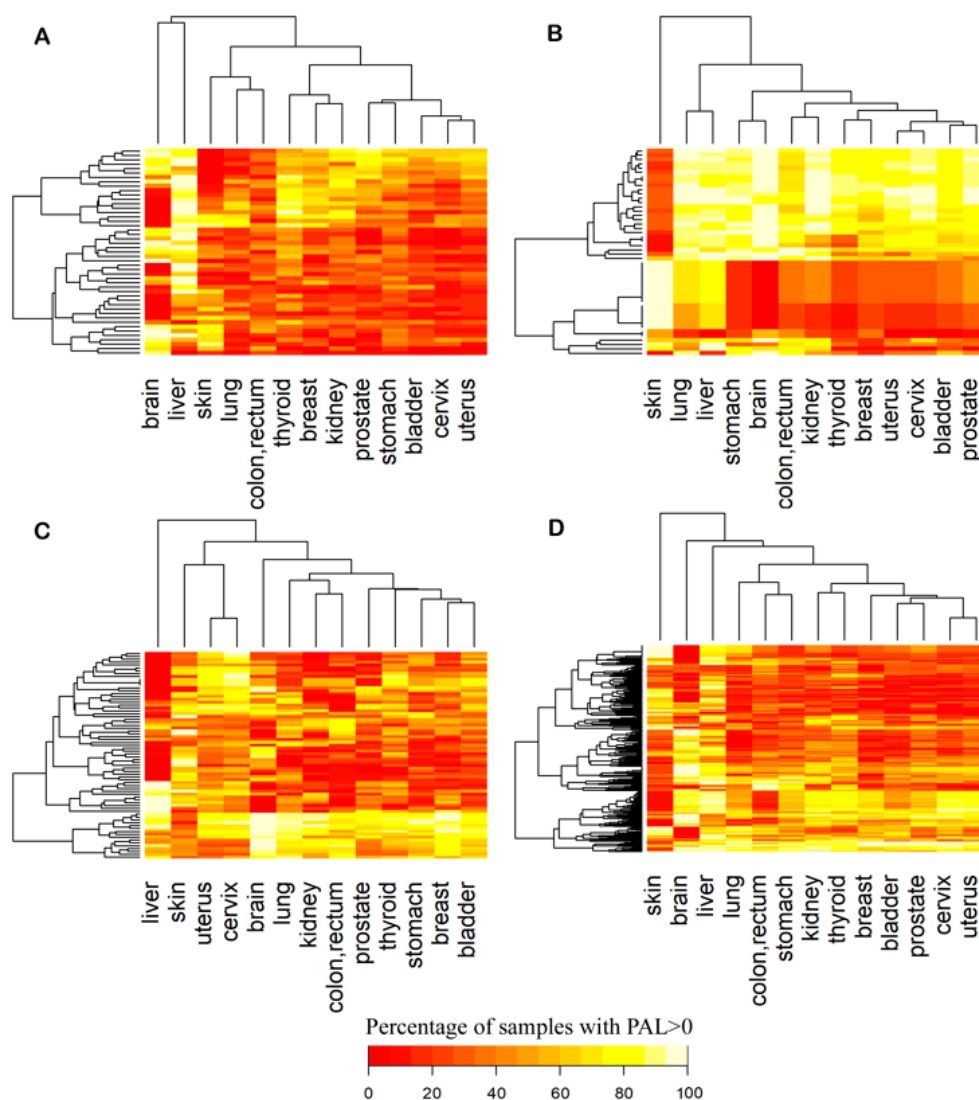 A
B
brain liver skin lung colon,rectum thyroid breast kidney prostate stomach bladder cervix uterus
skin lung liver stomach brain colon,rectum kidney thyroid breast uterus cervix bladder prostate
C
D
liver skin uterus cervix brain lung kidney colon,rectum prostate thyroid stomach breast bladder
skin brain liver lung colon,rectum stomach kidney thyroid breast bladder prostate cervix uterus
Percentage of samples with PAL>0
0 20 40 60 80 100